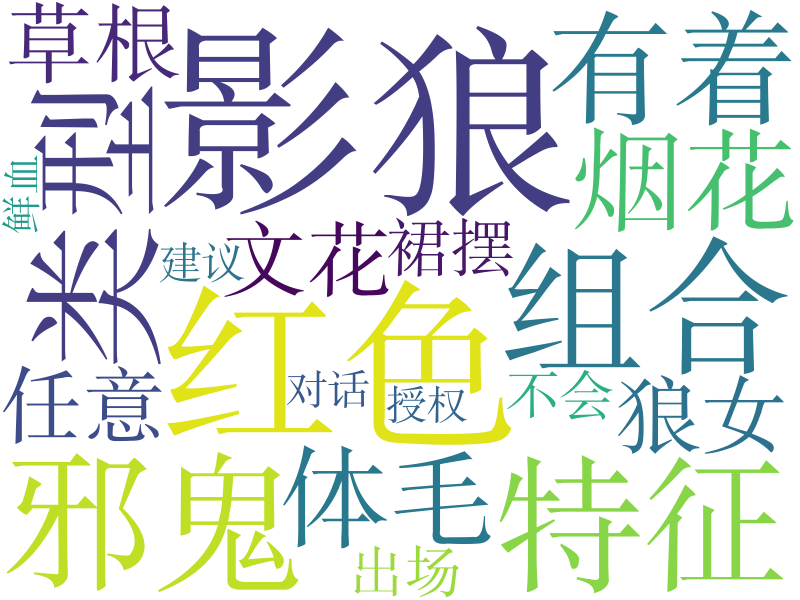 草根
影狼
有着
类型
烟花
鲜血
文花
裙摆
建议
组合
红色
任意
对话
授权
不会
狼女
邪鬼
体毛
特征
出场